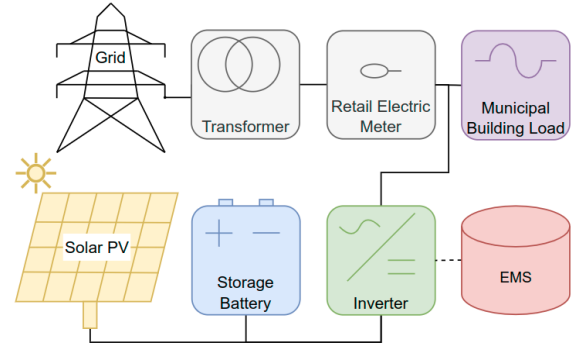 Grid
Transformer
Retail Electric
Meter
Municipal
Building Load
Solar PV
Storage
Battery
Inverter
EMS